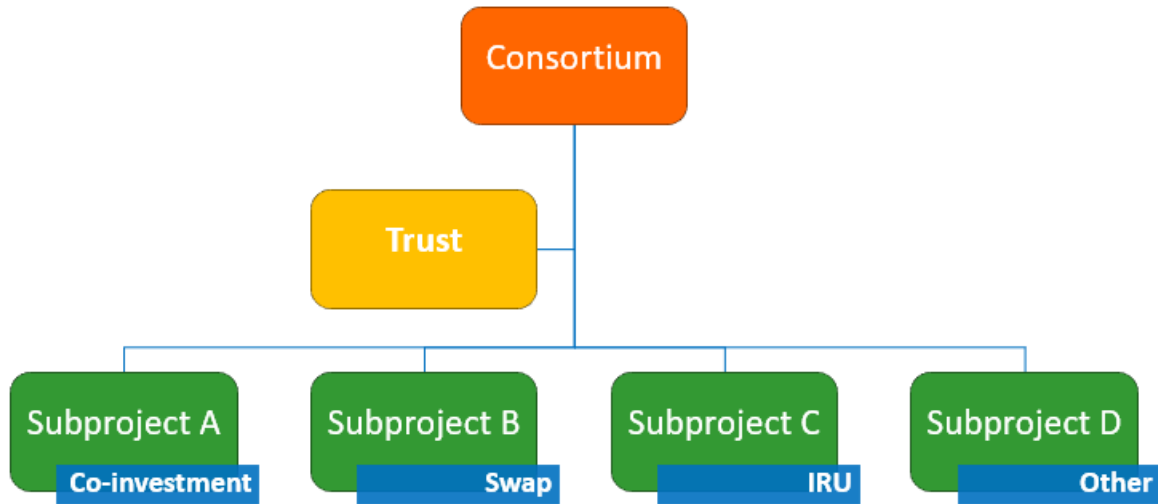 Consortium
Trust
Subproject A
Co-investment
Subproject B
Swap
Subproject C
IRU
Subproject D
Other